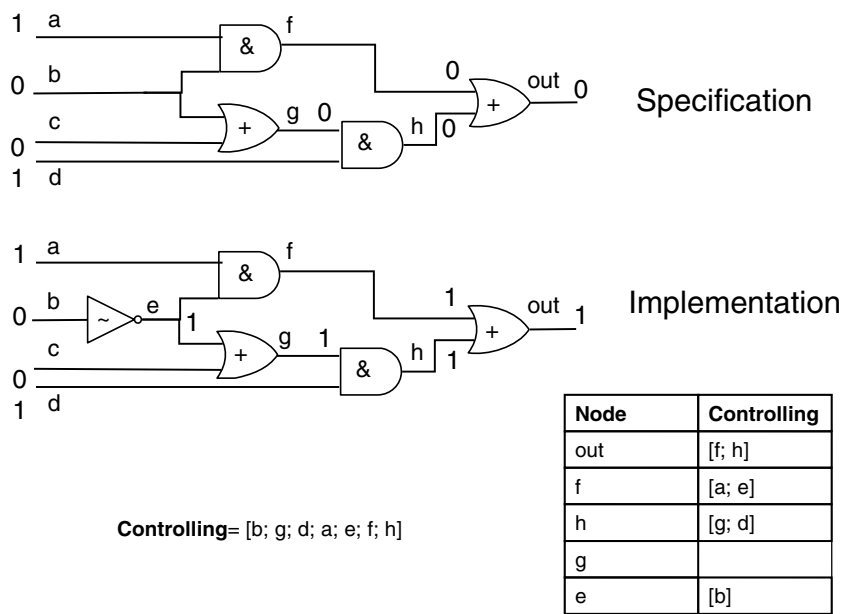 1 a
f
&
0 b
0
out 0
+
Specification
c
g 0
h
+
0
&
0
1 d
1 a
f
&
b
e
1
out
Implementation
0
~
1
+
1
c
g 1
h
1
+
0
&
1 d
Node Controlling
out [f; h]
f [a; e]
h [g; d]
g
e [b]
Controlling= [b; g; d; a; e; f; h]